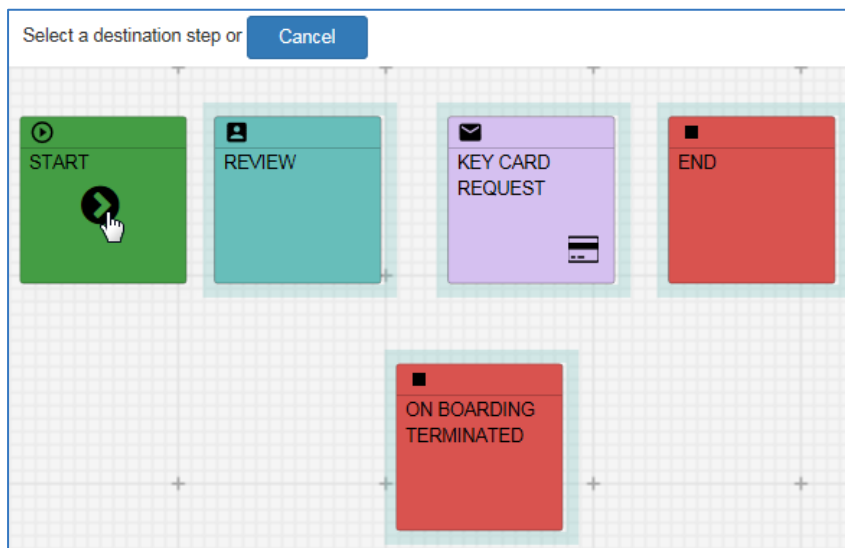 Select a destination step or Cancel
START
REVIEW
KEY CARD
REQUEST
END
ON BOARDING
TERMINATED